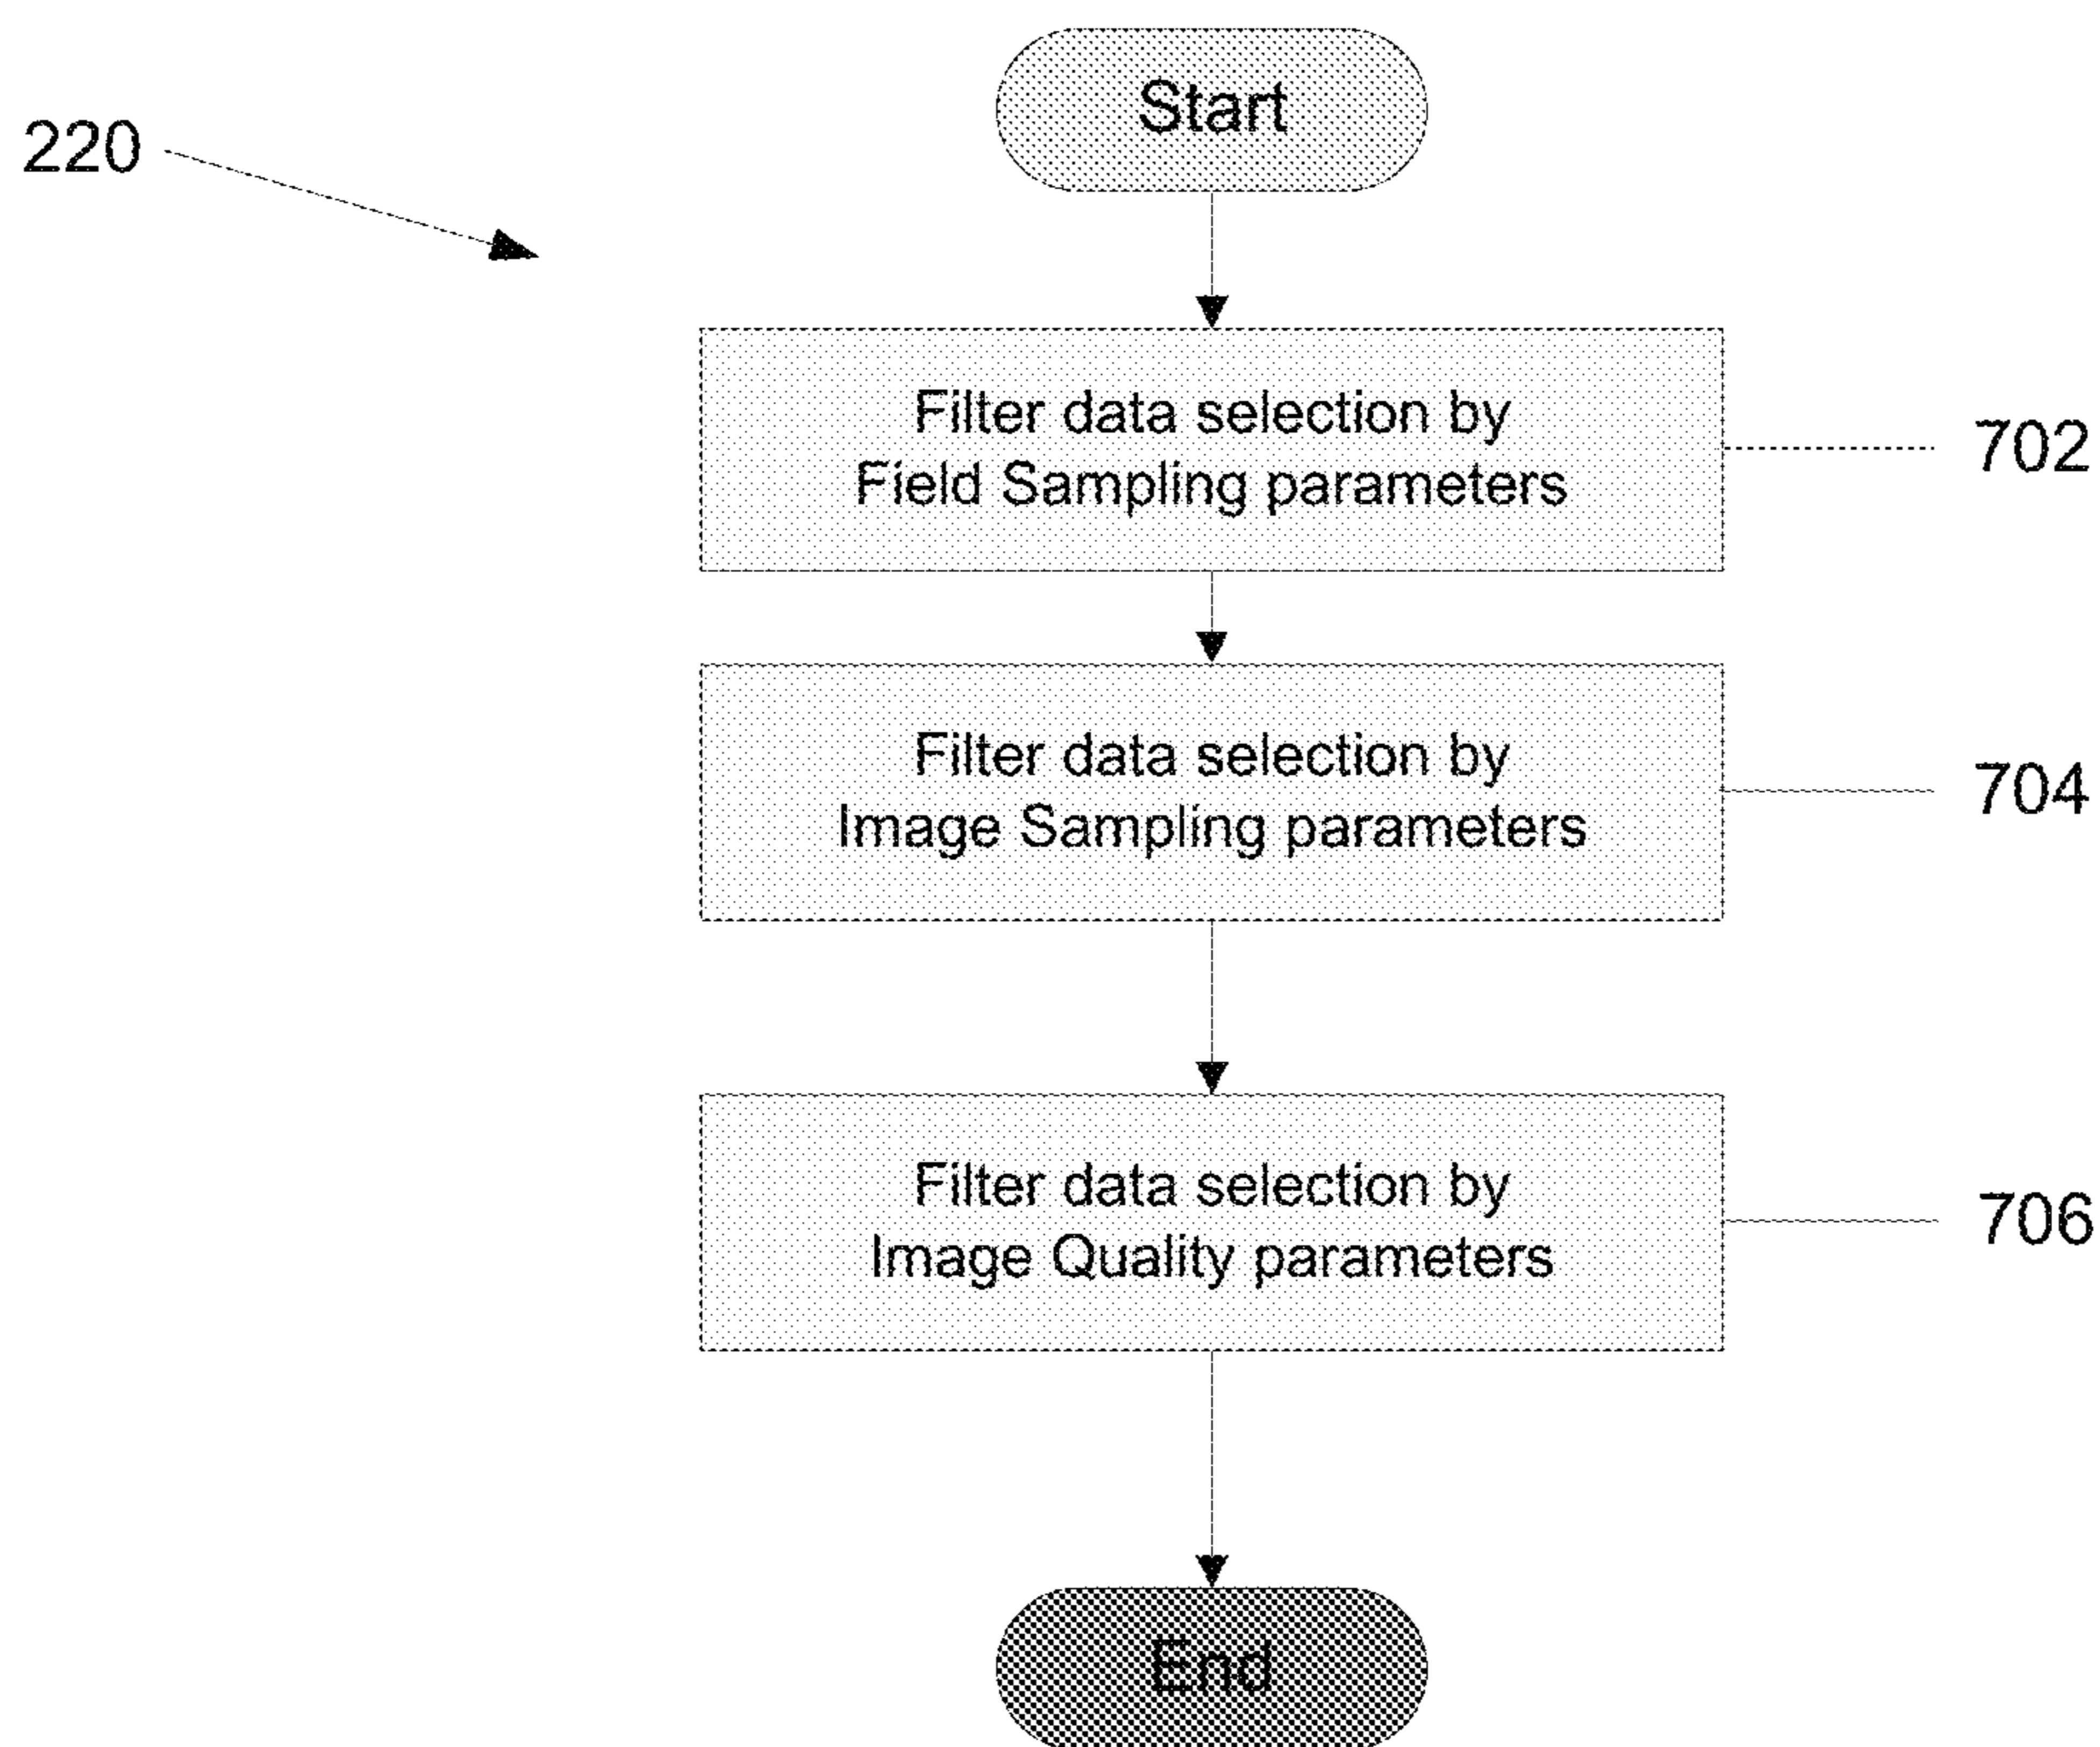 Start
220
Filter data selection by
Field Sampling parameters
702
Filter data selection by
Image Sampling parameters
704
Filter data selection by
Image Quality parameters
706
End